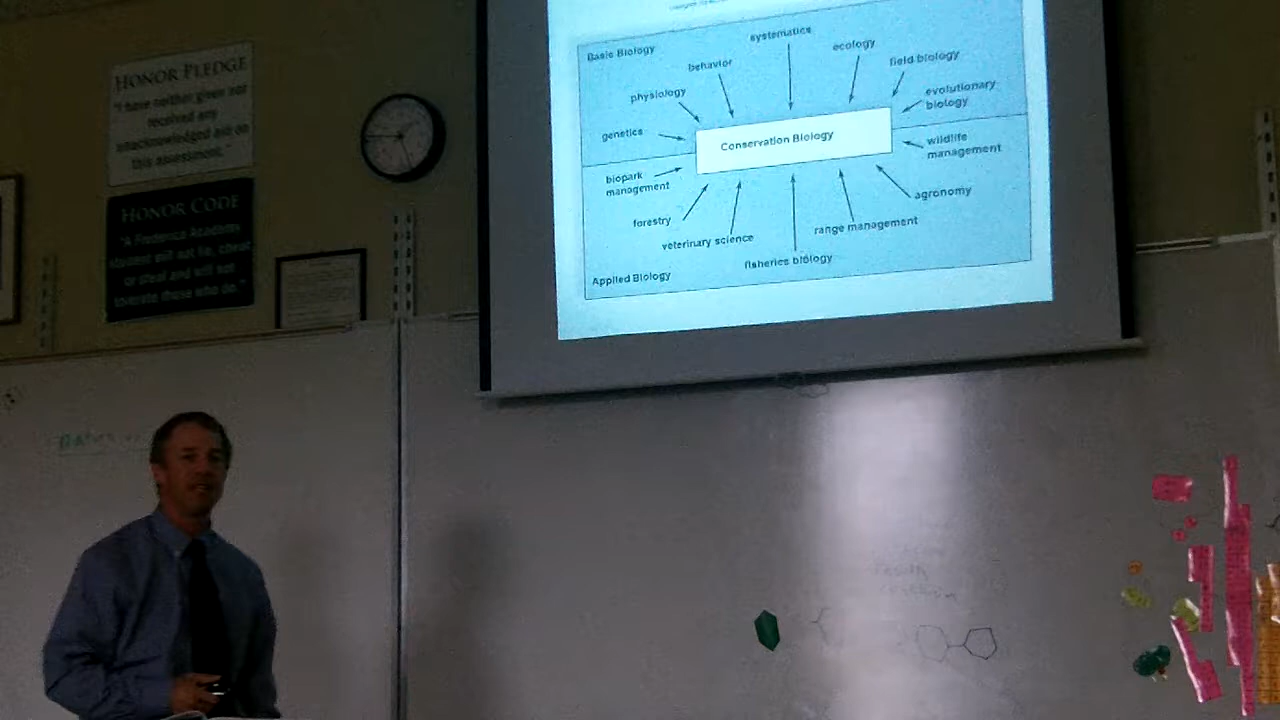 HONOR PLEDGE
"I have neither given nor
received any
unacknowledged aid on
this assessment."
HONOR CODE
"A Frederica Academy
student will not lie, cheat
or steal and will not
tolerate those who do."
Basic Biology
systematics
ecology
behavior
field biology
physiology
evolutionary
biology
genetics
Conservation Biology
wildlife
management
biopark
management
agronomy
forestry
range management
veterinary science
fisheries biology
Applied Biology